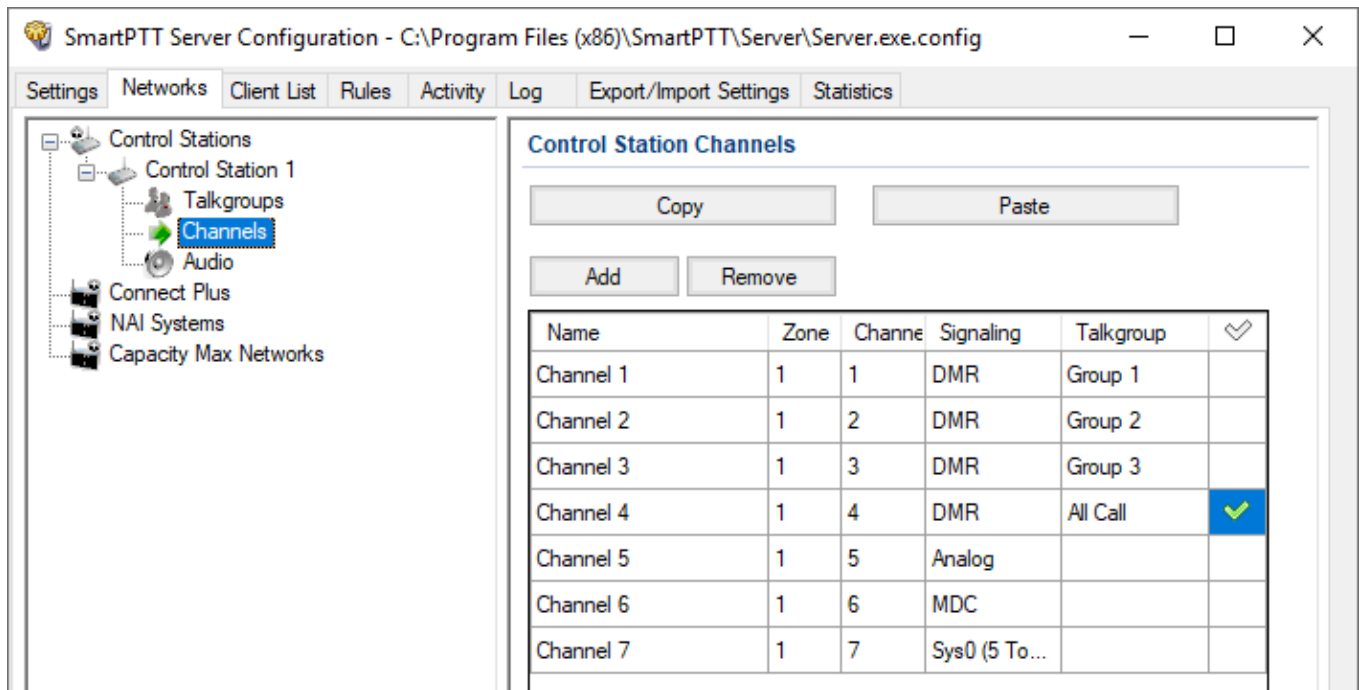 SmartPTT Server Configuration - C:\Program Files (x86)\SmartPTT\Server\Server.exe.config
Settings Networks Client List Rules Activity Log Export/Import Settings Statistics
Control Stations
Control Station 1
Talkgroups
Channels
Audio
Connect Plus
NAI Systems
Capacity Max Networks
Control Station Channels
Copy Paste
Add Remove
Name Zone Channe Signaling Talkgroup
Channel 1 1 1 DMR Group 1
Channel 2 1 2 DMR Group 2
Channel 3 1 3 DMR Group 3
Channel 4 1 4 DMR All Call
Channel 5 1 5 Analog
Channel 6 1 6 MDC
Channel 7 1 7 Sys0 (5 To...